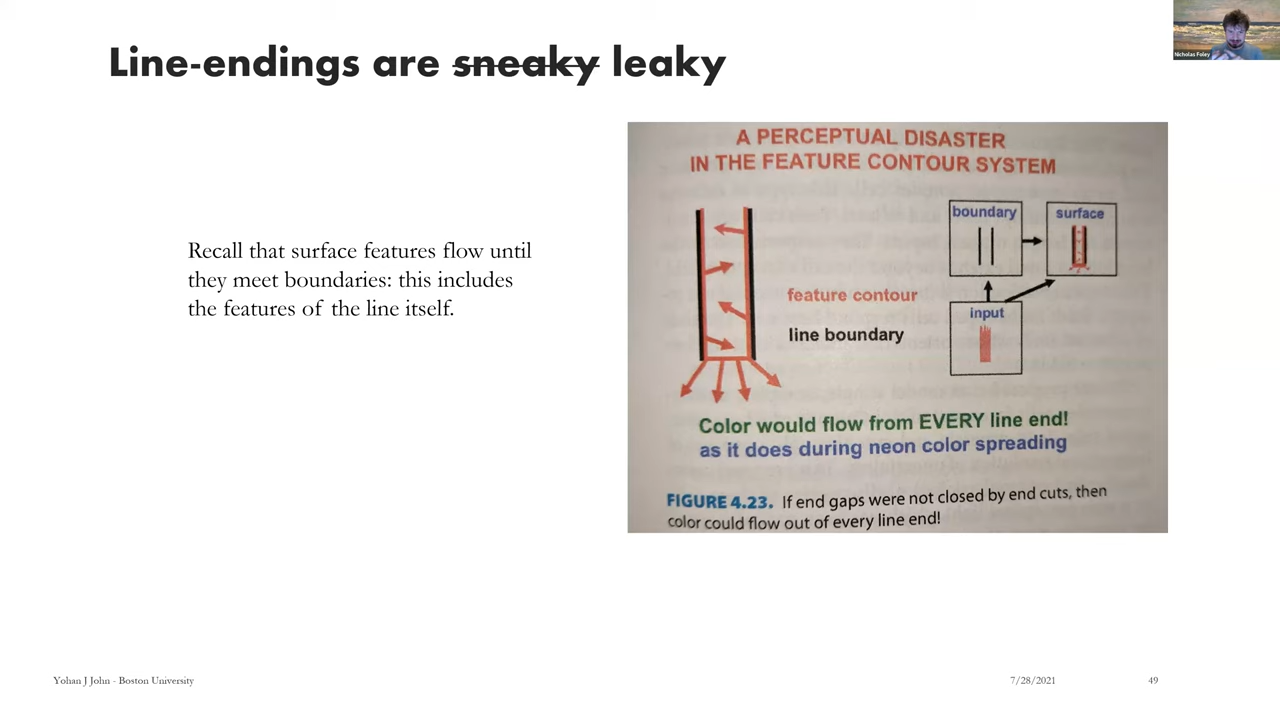 Line-endings are sneaky leaky
Nicholas Foley
Recall that surface features flow until
they meet boundaries: this includes
the features of the line itself.
A PERCEPTUAL DISASTER
IN THE FEATURE CONTOUR SYSTEM
boundary
surface
feature contour
line boundary
input
Color would flow from EVERY line end!
as it does during neon color spreading
FIGURE 4.23. If end gaps were not closed by end cuts, then
color could flow out of every line end!
Yohan J John - Boston University
7/28/2021
49